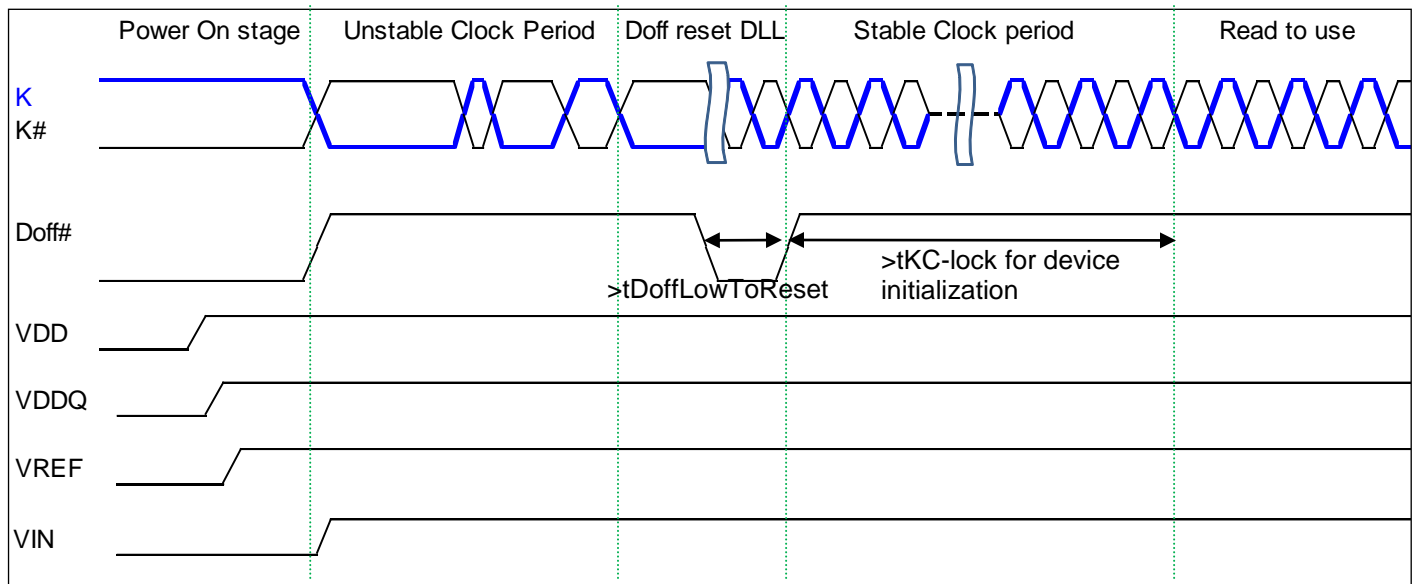 Power On stage
Unstable Clock Period
Doff reset DLL
Stable Clock period
Read to use
K
K#
Doff#
>tDoffLowToReset
>tKC-lock for device
initialization
VDD
VDDQ
VREF
VIN